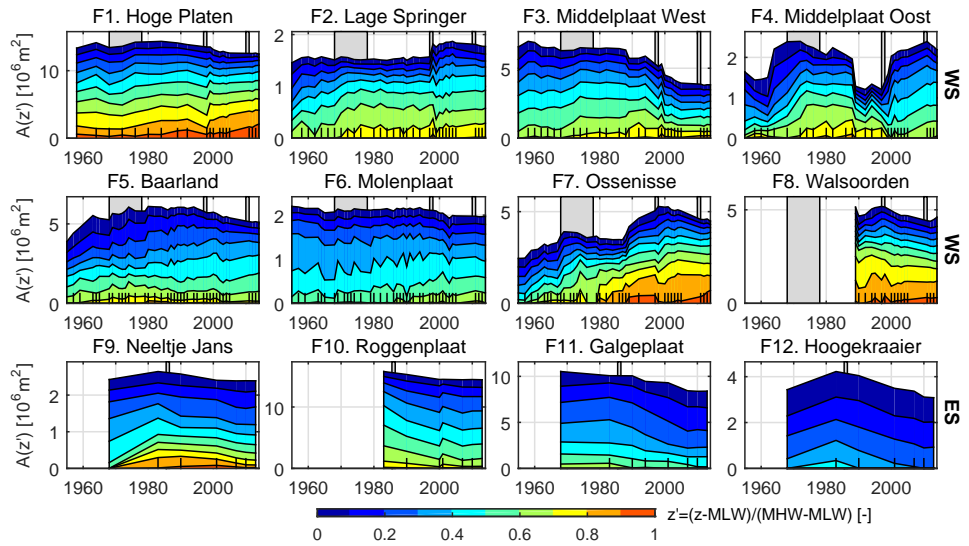 F1. Hoge Platen F2. Lage Springer F3. Middelplaat West F4. Middelplaat Oost
A(z') [10⁶m²]
0 10
0 1 2
0 5
0 2
1960 1980 2000 1960 1980 2000 1960 1980 2000 1960 1980 2000
WS
F5. Baarland F6. Molenplaat F7. Ossenisse F8. Walsoorden
A(z') [10⁶m²]
0 5
0 1 2
0 5
0 5
1960 1980 2000 1960 1980 2000 1960 1980 2000 1960 1980 2000
WS
F9. Neeltje Jans F10. Roggenplaat F11. Galgeplaat F12. Hoogekraaier
A(z') [10⁶m²]
0 1 2
0 10
0 5 10
0 2 4
1960 1980 2000 1960 1980 2000 1960 1980 2000 1960 1980 2000
ES
z'=(z-MLW)/(MHW-MLW) [-]
0 0.2 0.4 0.6 0.8 1